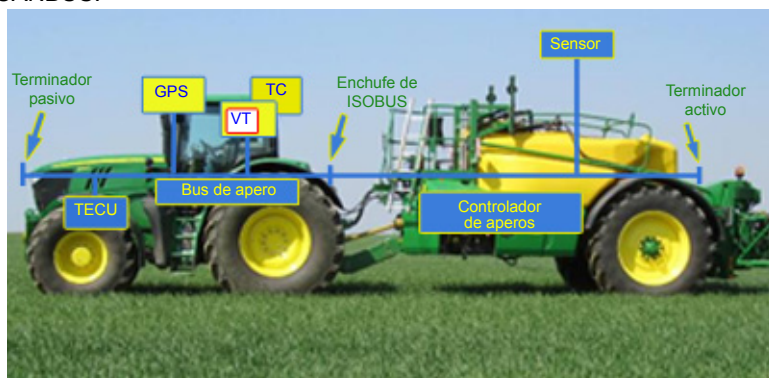 Sensor
Terminador
pasivo
GPS
TC
Enchufe de
ISOBUS
Terminador
activo
VT
Bus de apero
TECU
Controlador
de aperos